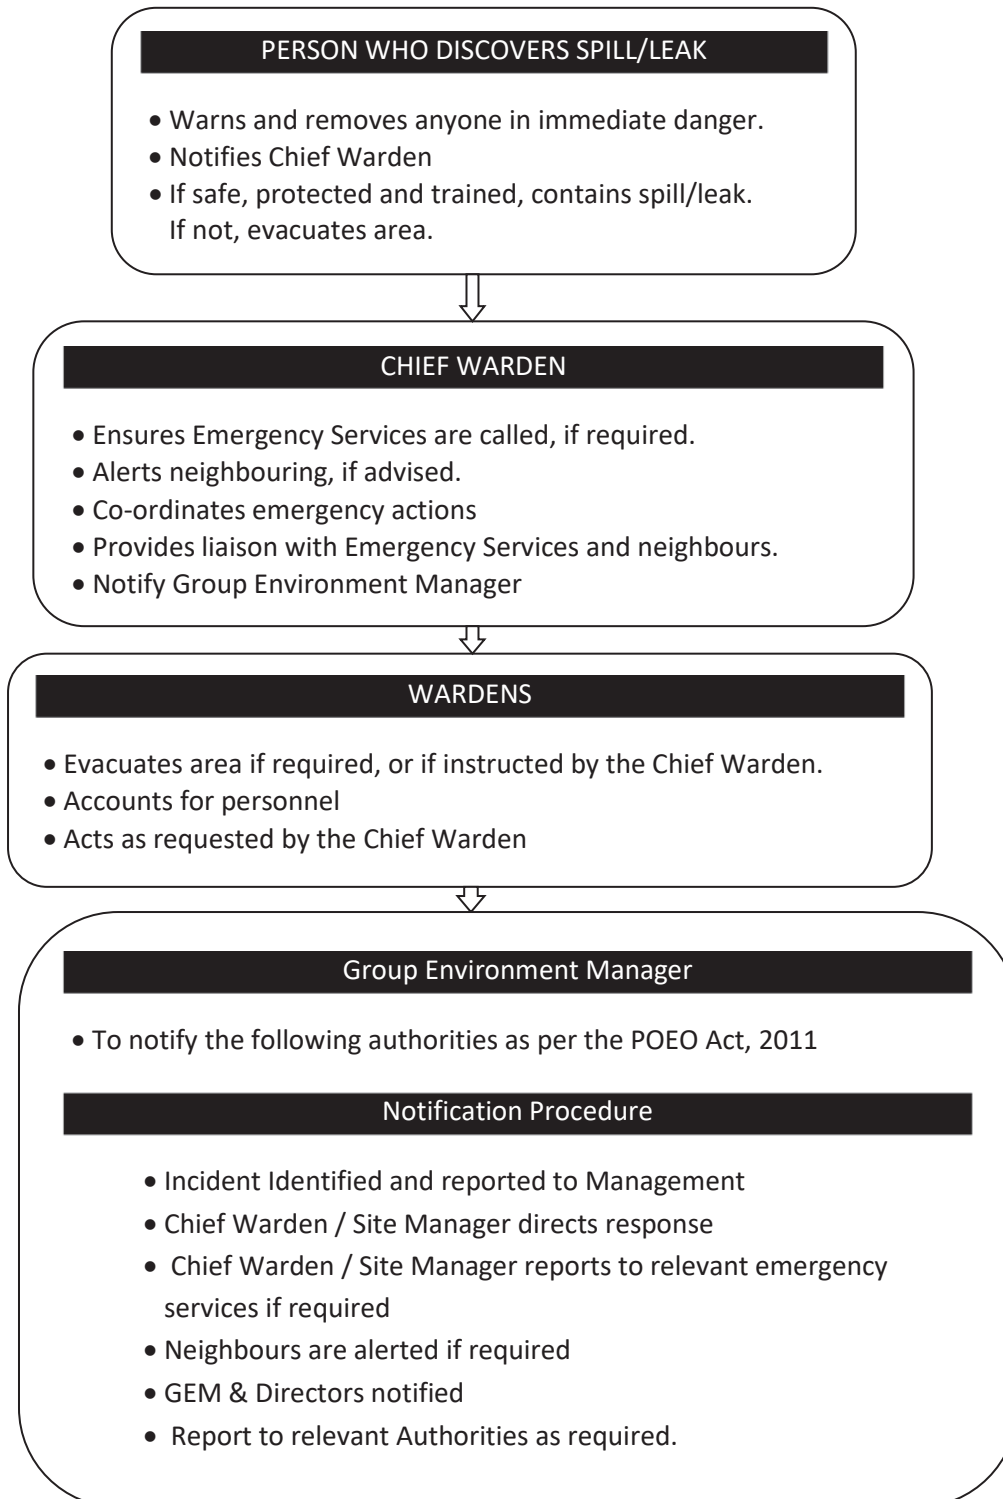 PERSON WHO DISCOVERS SPILL/LEAK
• Warns and removes anyone in immediate danger.
• Notifies Chief Warden
• If safe, protected and trained, contains spill/leak.
If not, evacuates area.
CHIEF WARDEN
• Ensures Emergency Services are called, if required.
• Alerts neighbouring, if advised.
• Co-ordinates emergency actions
• Provides liaison with Emergency Services and neighbours.
• Notify Group Environment Manager
WARDENS
• Evacuates area if required, or if instructed by the Chief Warden.
• Accounts for personnel
• Acts as requested by the Chief Warden
Group Environment Manager
• To notify the following authorities as per the POEO Act, 2011
Notification Procedure
• Incident Identified and reported to Management
• Chief Warden / Site Manager directs response
• Chief Warden / Site Manager reports to relevant emergency
services if required
• Neighbours are alerted if required
• GEM & Directors notified
• Report to relevant Authorities as required.